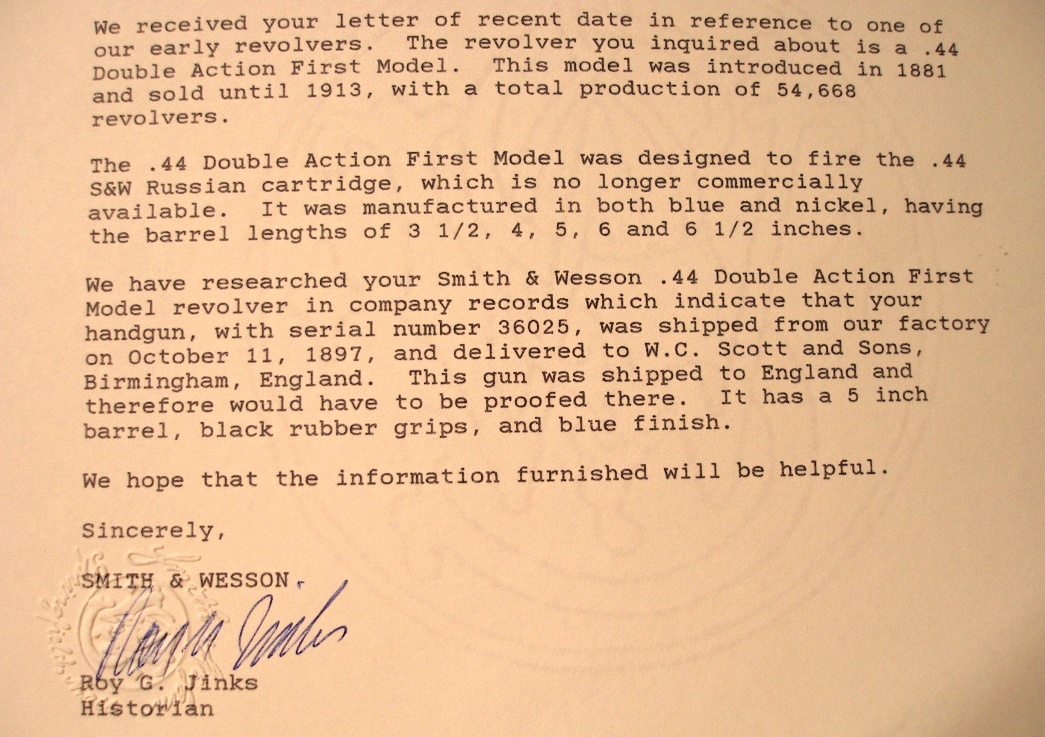 We received your letter of recent date in reference to one of
our early revolvers. The revolver you inquired about is a .44
Double Action First Model. This model was introduced in 1881
and sold until 1913, with a total production of 54,668
revolvers.
The .44 Double Action First Model was designed to fire the .44
S&W Russian cartridge, which is no longer commercially
available. It was manufactured in both blue and nickel, having
the barrel lengths of 3 1/2, 4, 5, 6 and 6 1/2 inches.
We have researched your Smith & Wesson .44 Double Action First
Model revolver in company records which indicate that your
handgun, with serial number 36025, was shipped from our factory
on October 11, 1897, and delivered to W.C. Scott and Sons,
Birmingham, England. This gun was shipped to England and
therefore would have to be proofed there. It has a 5 inch
barrel, black rubber grips, and blue finish.
We hope that the information furnished will be helpful.
Sincerely,
SMITH & WESSON
Roy G. Jinks
Roy G. Jinks
Historian